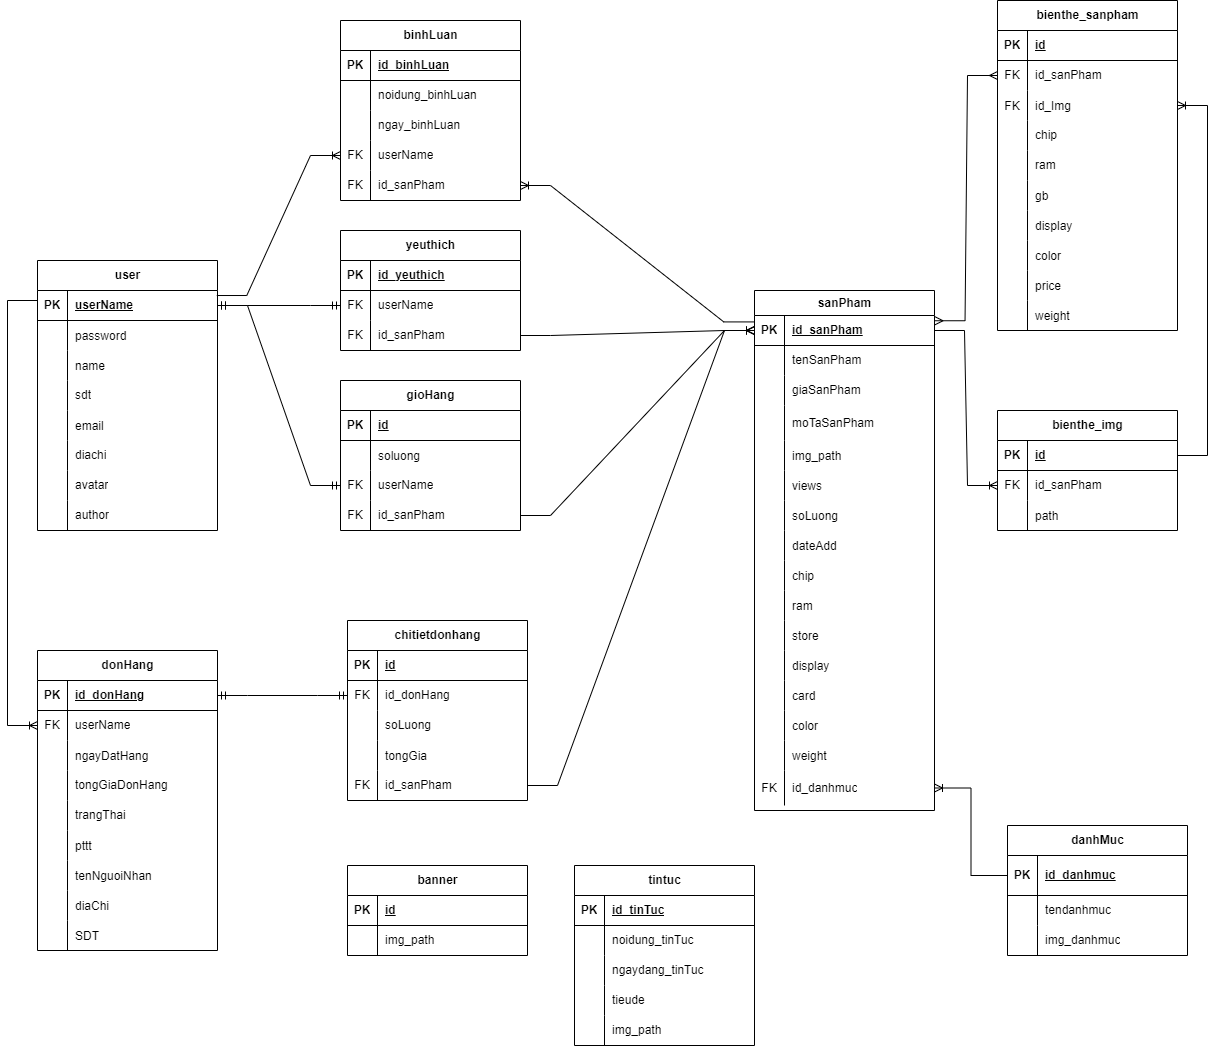 binhLuan
PK id_binhLuan
noidung_binhLuan
ngay_binhLuan
FK userName
FK id_sanPham
yeuthich
PK id_yeuthich
FK userName
FK id_sanPham
user
PK userName
password
name
sdt
email
diachi
avatar
author
gioHang
PK id
soluong
FK userName
FK id_sanPham
bienthe_sanpham
PK id
FK id_sanPham
FK id_Img
chip
ram
gb
display
color
price
weight
sanPham
PK id_sanPham
tenSanPham
giaSanPham
moTaSanPham
img_path
views
soLuong
dateAdd
chip
ram
store
display
card
color
weight
FK id_danhmuc
bienthe_img
PK id
FK id_sanPham
path
donHang
PK id_donHang
FK userName
ngayDatHang
tongGiaDonHang
trangThai
pttt
tenNguoiNhan
diaChi
SDT
chitietdonhang
PK id
FK id_donHang
soLuong
tongGia
FK id_sanPham
banner
PK id
img_path
tintuc
PK id_tinTuc
noidung_tinTuc
ngaydang_tinTuc
tieude
img_path
danhMuc
PK id_danhmuc
tendanhmuc
img_danhmuc